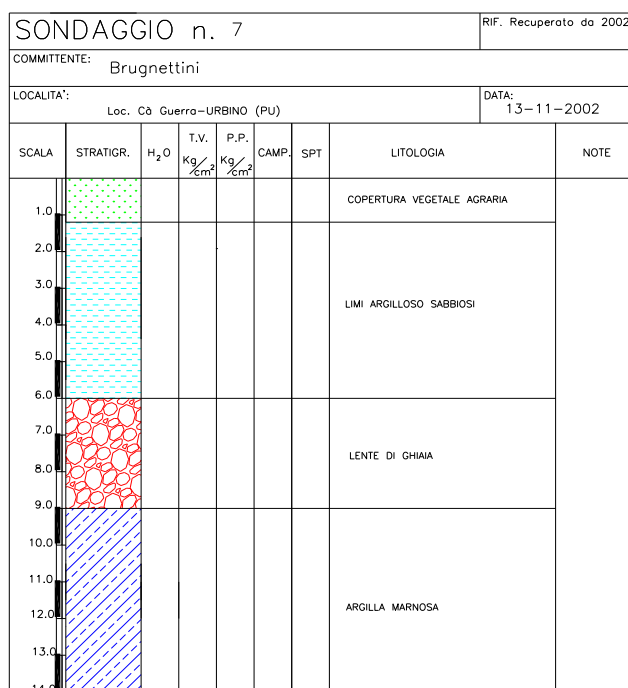 SONDAGGIO n. 7
RIF. Recuperato da 2002
COMMITTENTE:
Brugnettini
LOCALITA':
Loc. Cà Guerra-URBINO (PU)
DATA:
13-11-2002
SCALA
STRATIGR.
H2O
T.V.
Kg/cm2
P.P.
Kg/cm2
CAMP.
SPT
LITOLOGIA
NOTE
COPERTURA VEGETALE AGRARIA
1.0
2.0
3.0
LIMI ARGILLOSO SABBIOSI
4.0
5.0
6.0
7.0
LENTE DI GHIAIA
8.0
9.0
10.0
11.0
ARGILLA MARNOSA
12.0
13.0
14.0